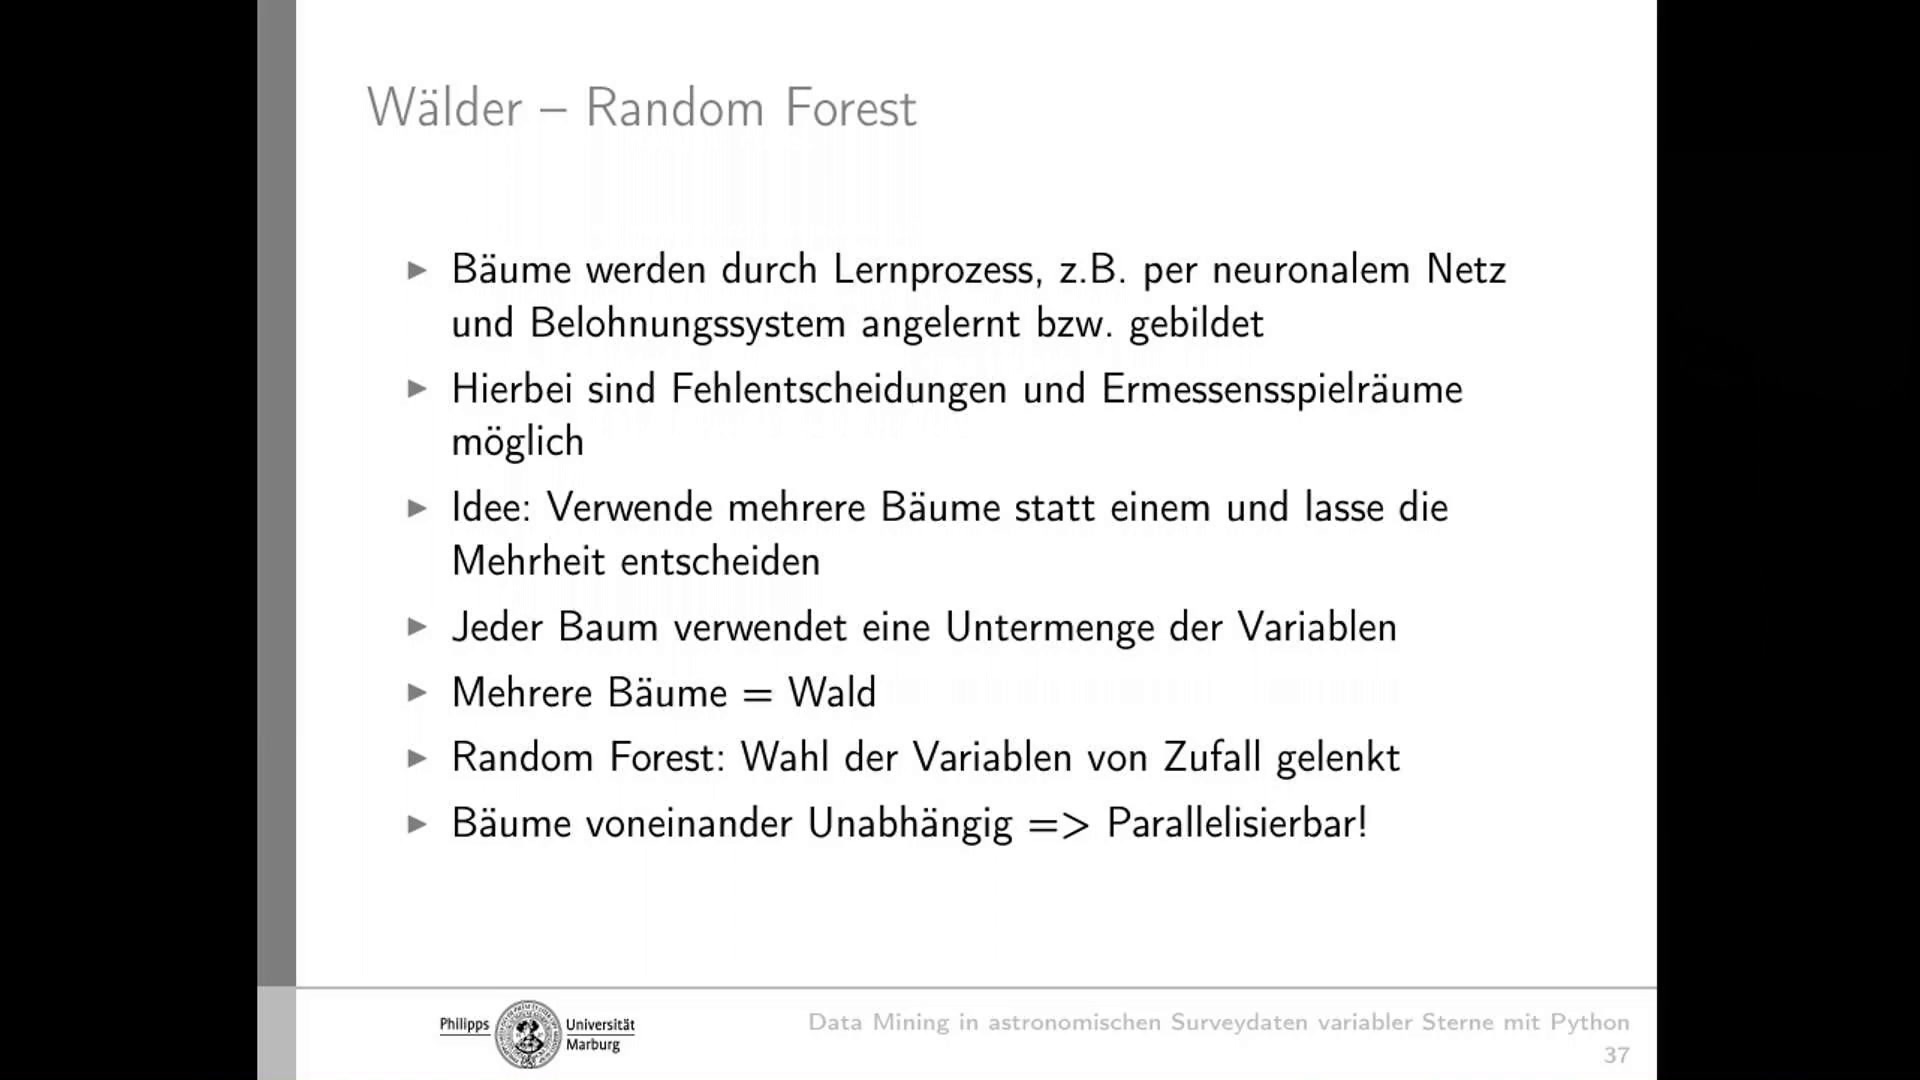 Wälder – Random Forest
▶ Bäume werden durch Lernprozess, z.B. per neuronalem Netz
und Belohnungssystem angelernt bzw. gebildet
▶ Hierbei sind Fehlentscheidungen und Ermessensspielräume
möglich
▶ Idee: Verwende mehrere Bäume statt einem und lasse die
Mehrheit entscheiden
▶ Jeder Baum verwendet eine Untermenge der Variablen
▶ Mehrere Bäume = Wald
▶ Random Forest: Wahl der Variablen von Zufall gelenkt
▶ Bäume voneinander Unabhängig => Parallelisierbar!
Philipps Universität
Marburg
Data Mining in astronomischen Surveydaten variabler Sterne mit Python
37